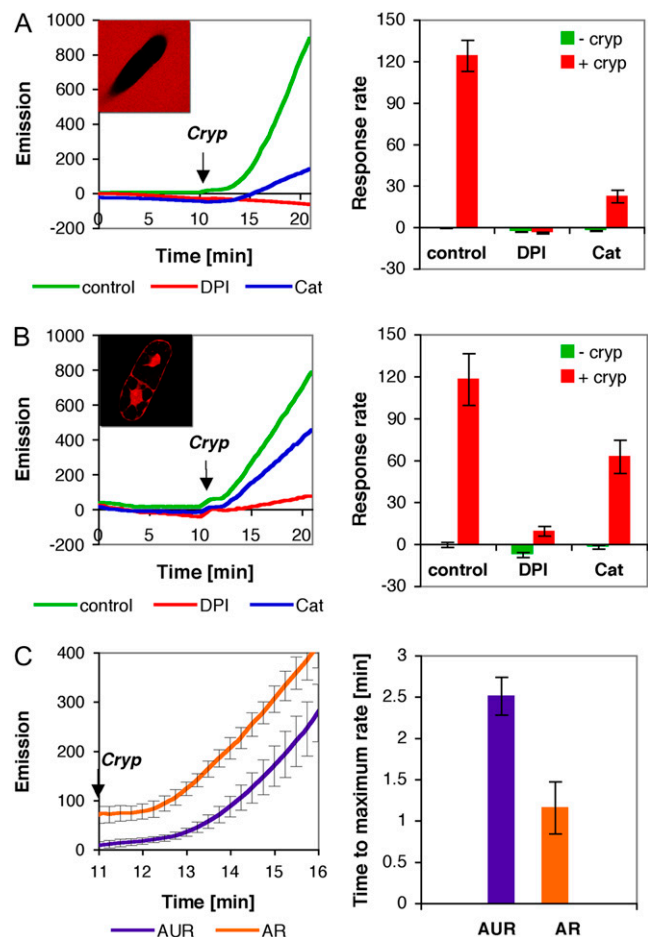 A
Emission
1000
800
600
400
200
0
-200
Cryp
0 5 10 15 20
Time [min]
control DPI Cat
Response rate
150
120
90
60
30
0
-30
- cryp
+ cryp
control DPI Cat
B
Emission
1000
800
600
400
200
0
-200
Cryp
0 5 10 15 20
Time [min]
control DPI Cat
Response rate
150
120
90
60
30
0
-30
- cryp
+ cryp
control DPI Cat
C
Emission
400
300
200
100
0
Cryp
11 12 13 14 15 16
Time [min]
AUR AR
Time to maximum rate [min]
3
2.5
2
1.5
1
0.5
0
AUR AR